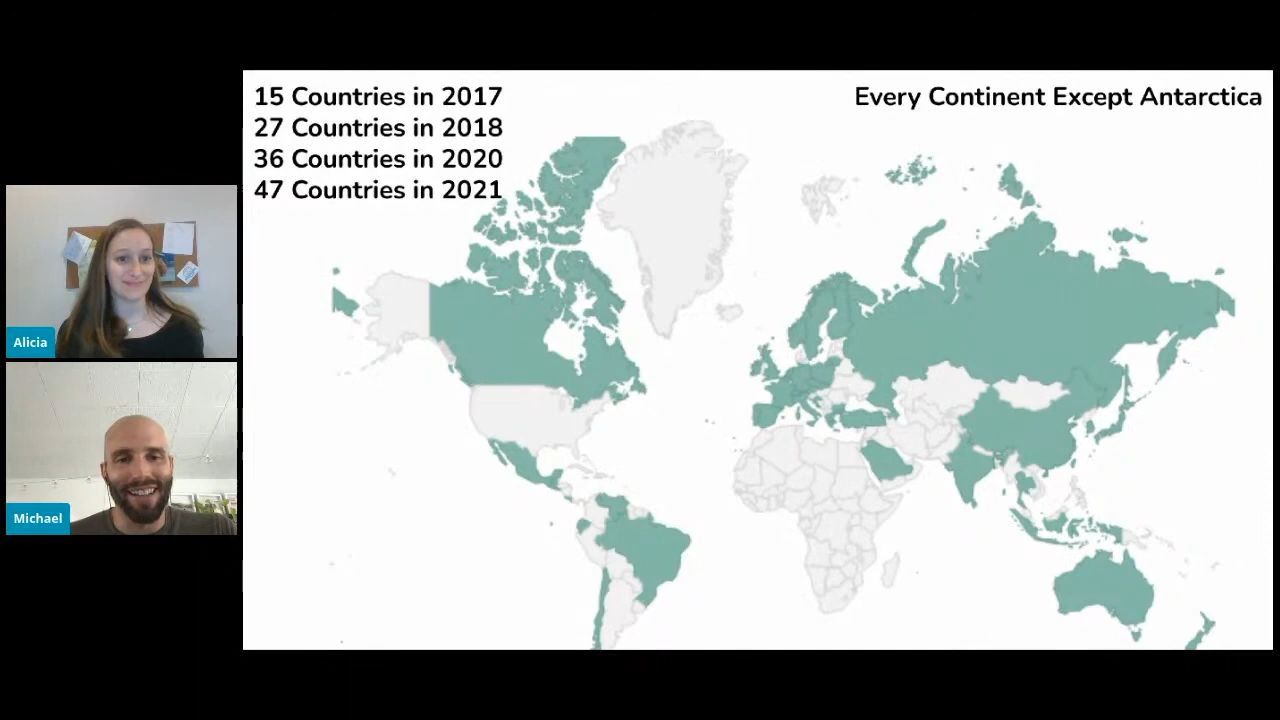 15 Countries in 2017
27 Countries in 2018
36 Countries in 2020
47 Countries in 2021
Every Continent Except Antarctica
Alicia
Michael